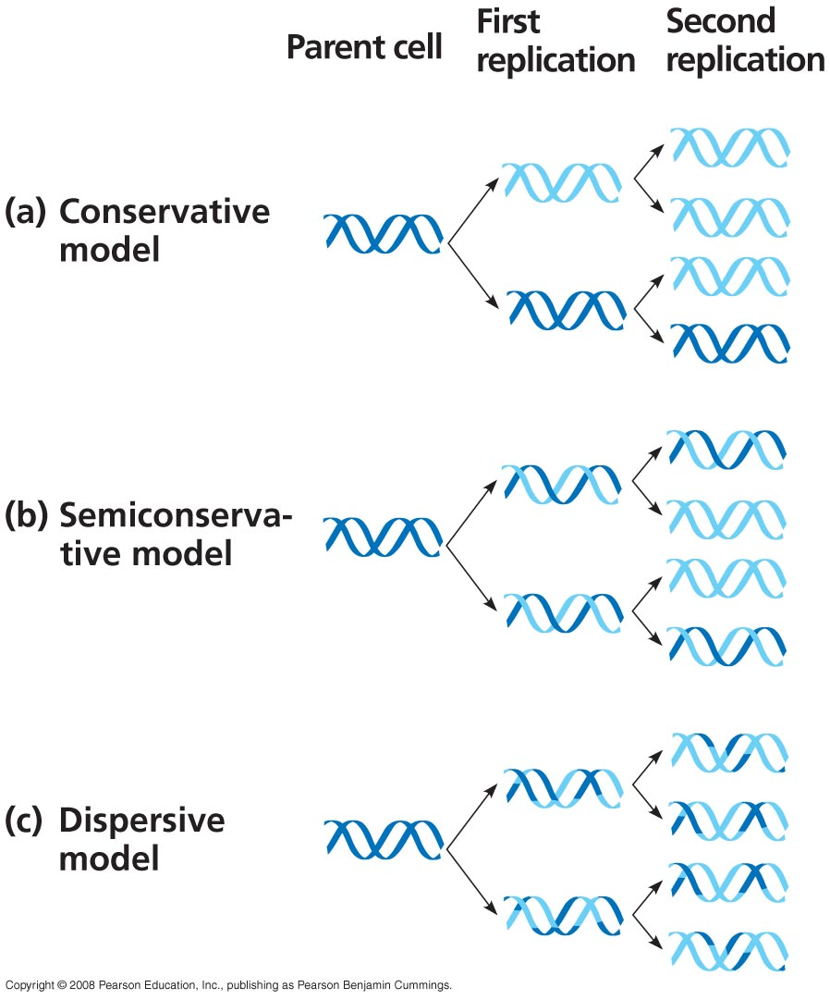 Parent cell
First
replication
Second
replication
(a) Conservative
model
(b) Semiconserva-
tive model
(c) Dispersive
model
Copyright © 2008 Pearson Education, Inc., publishing as Pearson Benjamin Cummings.